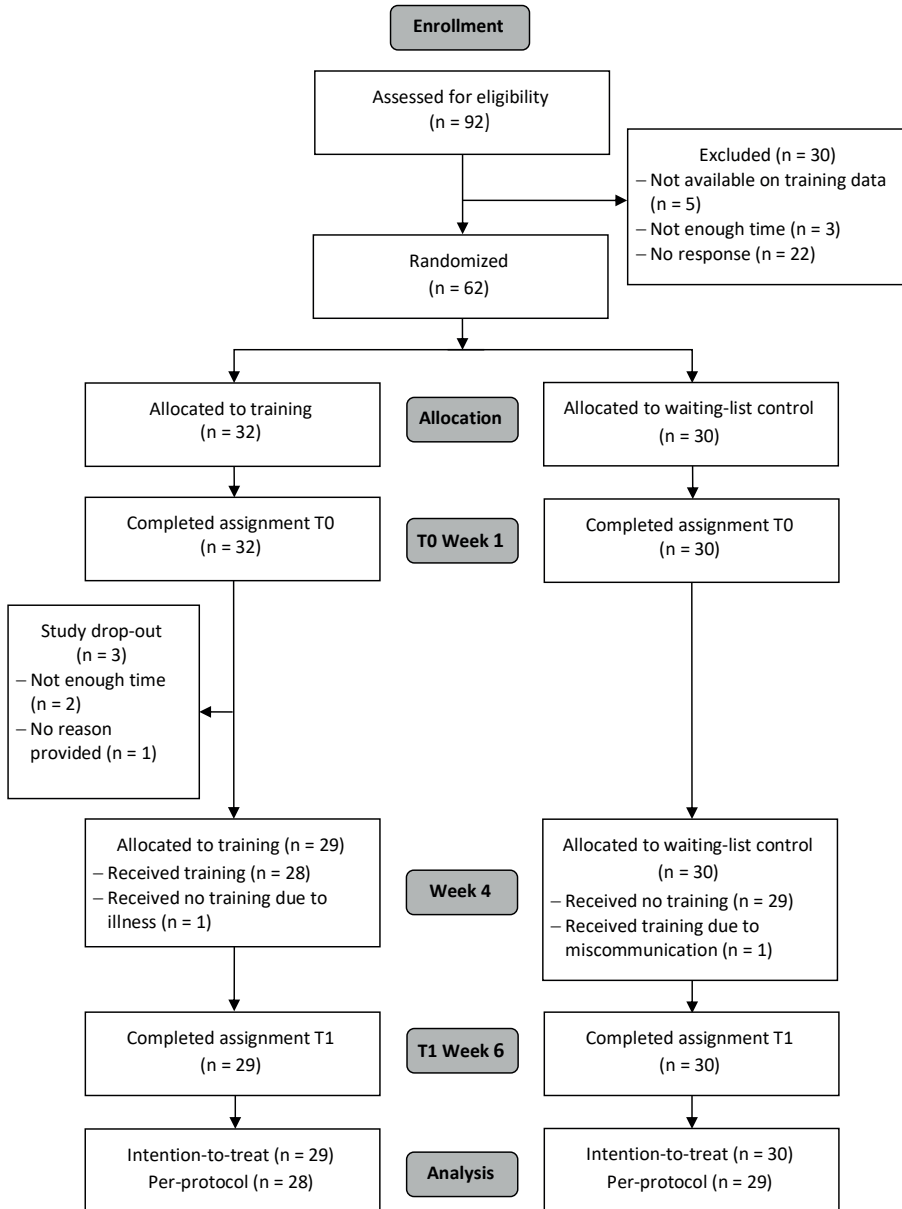 Enrollment
Assessed for eligibility
(n = 92)
Excluded (n = 30)
– Not available on training data
(n = 5)
– Not enough time (n = 3)
– No response (n = 22)
Randomized
(n = 62)
Allocated to training
(n = 32)
Allocation
Allocated to waiting-list control
(n = 30)
Completed assignment T0
(n = 32)
T0 Week 1
Completed assignment T0
(n = 30)
Study drop-out
(n = 3)
– Not enough time
(n = 2)
– No reason
provided (n = 1)
Allocated to training (n = 29)
– Received training (n = 28)
– Received no training due to
illness (n = 1)
Week 4
Allocated to waiting-list control
(n = 30)
– Received no training (n = 29)
– Received training due to
miscommunication (n = 1)
Completed assignment T1
(n = 29)
T1 Week 6
Completed assignment T1
(n = 30)
Intention-to-treat (n = 29)
Per-protocol (n = 28)
Analysis
Intention-to-treat (n = 30)
Per-protocol (n = 29)